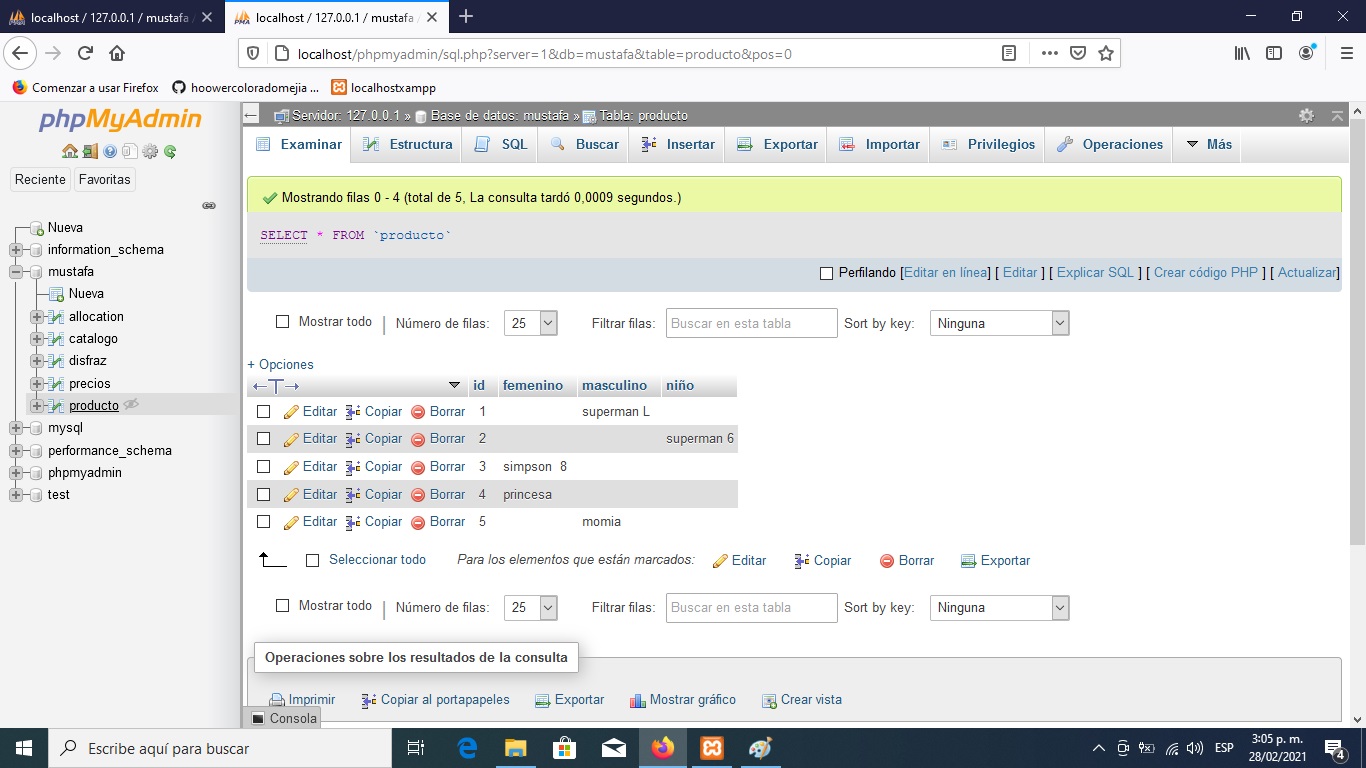 localhost / 127.0.0.1 / mustafa
localhost / 127.0.0.1 / mustafa
localhost/phpmyadmin/sql.php?server=1&db=mustafa&table=producto&pos=0
Comenzar a usar Firefox hoowercoloradomejia ... localhostxampp
phpMyAdmin
Reciente Favoritas
Nueva
information_schema
mustafa
Nueva
allocation
catalogo
disfraz
precios
producto
mysql
performance_schema
phpmyadmin
test
Servidor: 127.0.0.1 » Base de datos: mustafa » Tabla: producto
Examinar Estructura SQL Buscar Insertar Exportar Importar Privilegios Operaciones Más
Mostrando filas 0 - 4 (total de 5, La consulta tardó 0,0009 segundos.)
SELECT * FROM `producto`
Perfilando [Editar en línea] [ Editar ] [ Explicar SQL ] [ Crear código PHP ] [ Actualizar]
Mostrar todo | Número de filas: 25 Filtrar filas: Buscar en esta tabla Sort by key: Ninguna
+ Opciones
←T→ id femenino masculino niño
Editar Copiar Borrar 1 superman L
Editar Copiar Borrar 2 superman 6
Editar Copiar Borrar 3 simpson 8
Editar Copiar Borrar 4 princesa
Editar Copiar Borrar 5 momia
Seleccionar todo Para los elementos que están marcados: Editar Copiar Borrar Exportar
Mostrar todo | Número de filas: 25 Filtrar filas: Buscar en esta tabla Sort by key: Ninguna
Operaciones sobre los resultados de la consulta
Imprimir Copiar al portapapeles Exportar Mostrar gráfico Crear vista
Consola
Escribe aquí para buscar
ESP
3:05 p. m.
28/02/2021
4